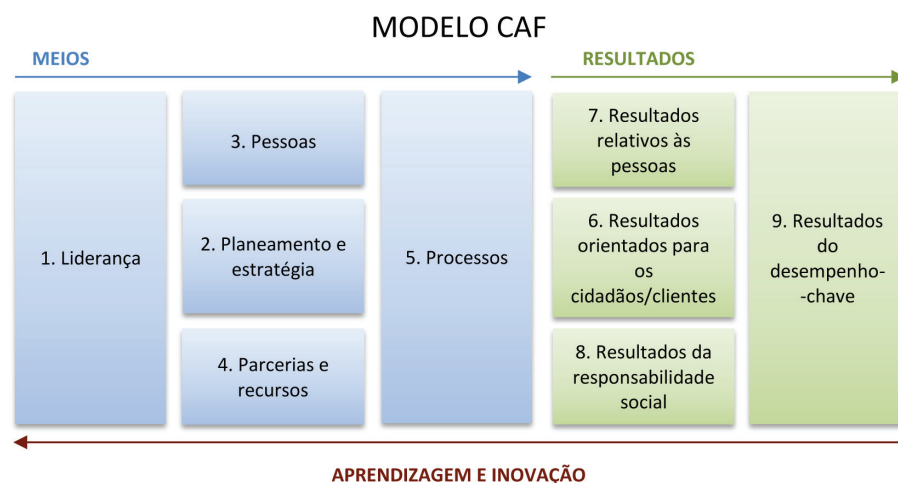 MODELO CAF
MEIOS
RESULTADOS
1. Liderança
3. Pessoas
2. Planeamento e
estratégia
4. Parcerias e
recursos
5. Processos
7. Resultados
relativos às
pessoas
6. Resultados
orientados para
os
cidadãos/clientes
8. Resultados da
responsabilidade
social
9. Resultados
do
desempenho-
-chave
APRENDIZAGEM E INOVAÇÃO